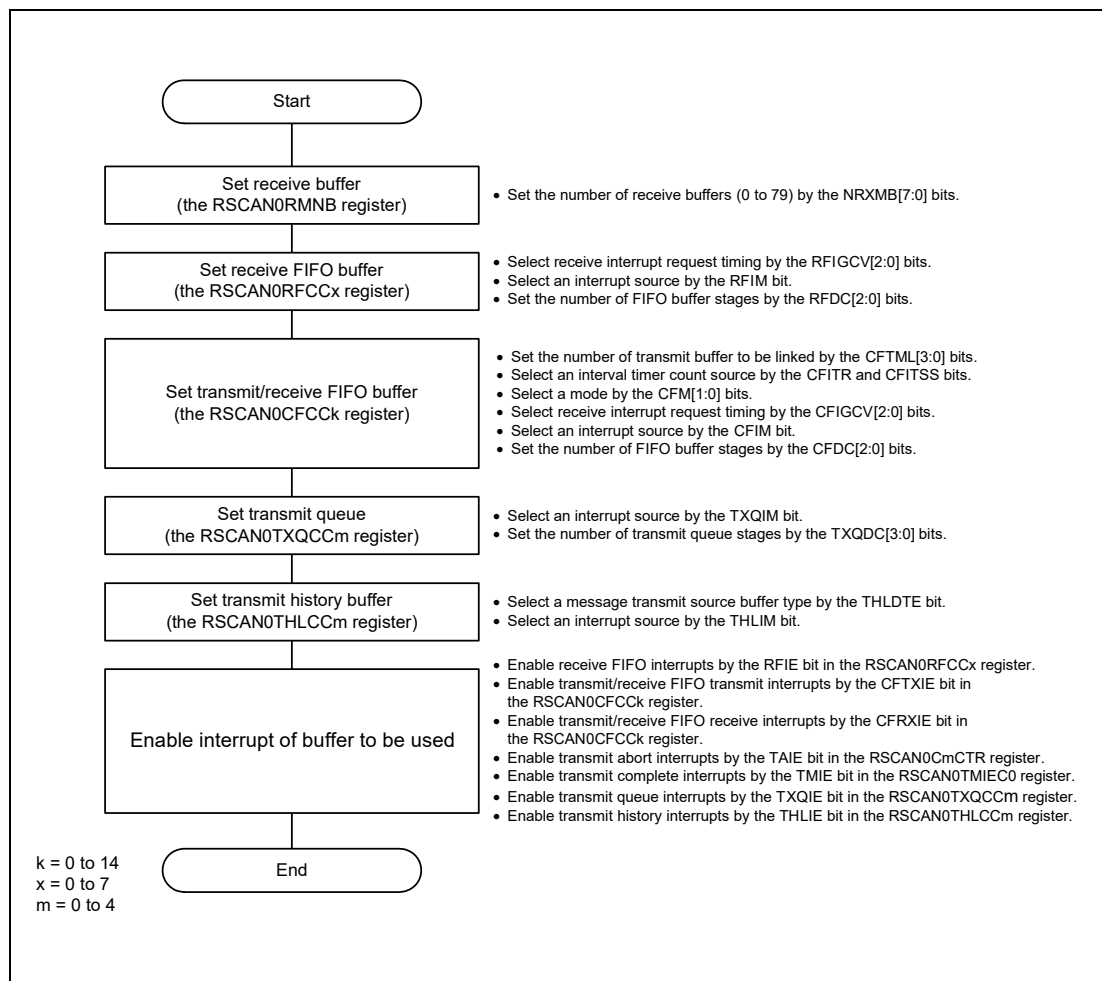 Start
Set receive buffer
(the RSCAN0RMNB register)
• Set the number of receive buffers (0 to 79) by the NRXMB[7:0] bits.
Set receive FIFO buffer
(the RSCAN0RFCCx register)
• Select receive interrupt request timing by the RFIGCV[2:0] bits.
• Select an interrupt source by the RFIM bit.
• Set the number of FIFO buffer stages by the RFDC[2:0] bits.
Set transmit/receive FIFO buffer
(the RSCAN0CFCCk register)
• Set the number of transmit buffer to be linked by the CFTML[3:0] bits.
• Select an interval timer count source by the CFITR and CFITSS bits.
• Select a mode by the CFM[1:0] bits.
• Select receive interrupt request timing by the CFIGCV[2:0] bits.
• Select an interrupt source by the CFIM bit.
• Set the number of FIFO buffer stages by the CFDC[2:0] bits.
Set transmit queue
(the RSCAN0TXQCCm register)
• Select an interrupt source by the TXQIM bit.
• Set the number of transmit queue stages by the TXQDC[3:0] bits.
Set transmit history buffer
(the RSCAN0THLCCm register)
• Select a message transmit source buffer type by the THLDTE bit.
• Select an interrupt source by the THLIM bit.
Enable interrupt of buffer to be used
• Enable receive FIFO interrupts by the RFIE bit in the RSCAN0RFCCx register.
• Enable transmit/receive FIFO transmit interrupts by the CFTXIE bit in
the RSCAN0CFCCk register.
• Enable transmit/receive FIFO receive interrupts by the CFRXIE bit in
the RSCAN0CFCCk register.
• Enable transmit abort interrupts by the TAIE bit in the RSCAN0CmCTR register.
• Enable transmit complete interrupts by the TMIE bit in the RSCAN0TMIEC0 register.
• Enable transmit queue interrupts by the TXQIE bit in the RSCAN0TXQCCm register.
• Enable transmit history interrupts by the THLIE bit in the RSCAN0THLCCm register.
End
k = 0 to 14
x = 0 to 7
m = 0 to 4